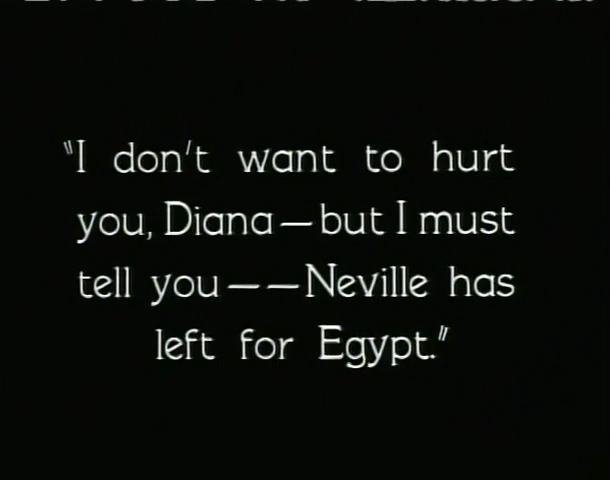 "I don't want to hurt
you, Diana—but I must
tell you——Neville has
left for Egypt."